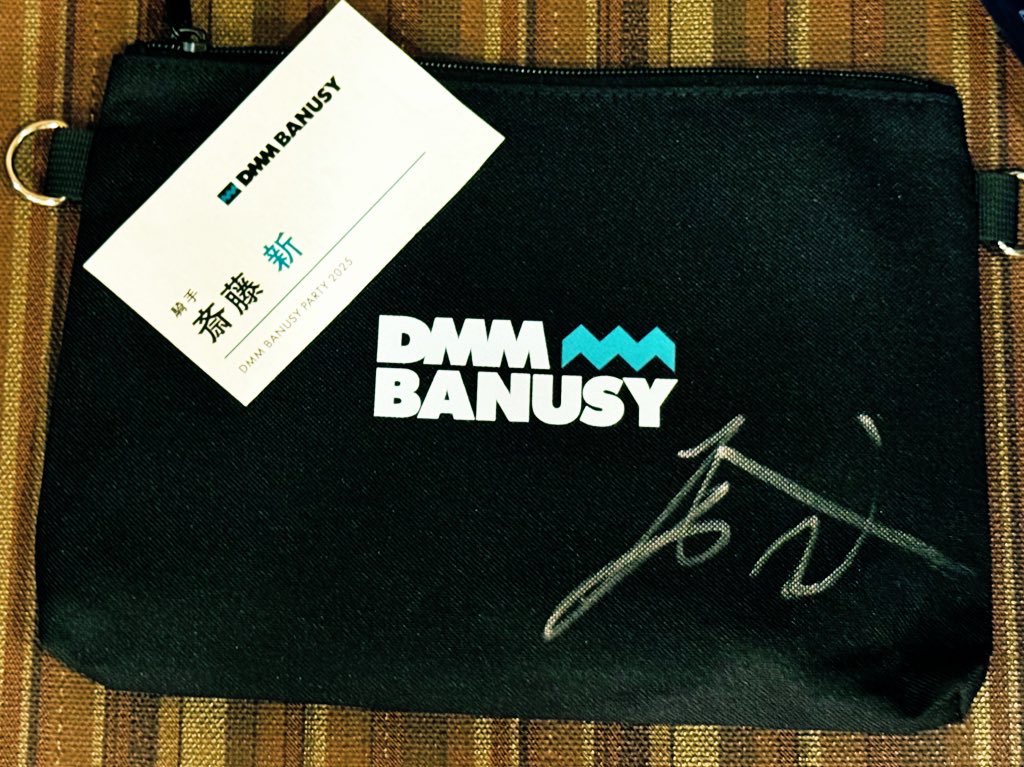 DMM BANUSY
騎手
斎藤 新
DMM BANUSY PARTY 2025
DMM
BANUSY